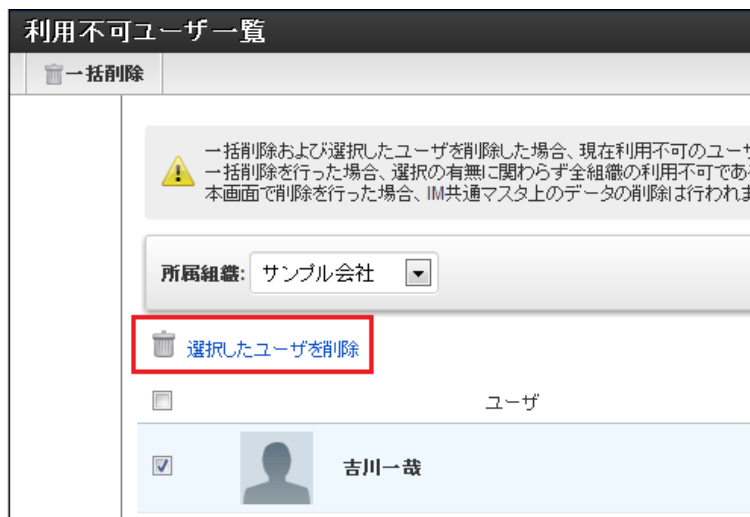 利用不可ユーザ一覧
一括削除
一括削除および選択したユーザを削除した場合、現在利用不可のユー
一括削除を行った場合、選択の有無に関わらず全組織の利用不可であ
本画面で削除を行った場合、IM共通マスタ上のデータの削除は行われ
所属組織: サンプル会社
選択したユーザを削除
ユーザ
吉川一哉